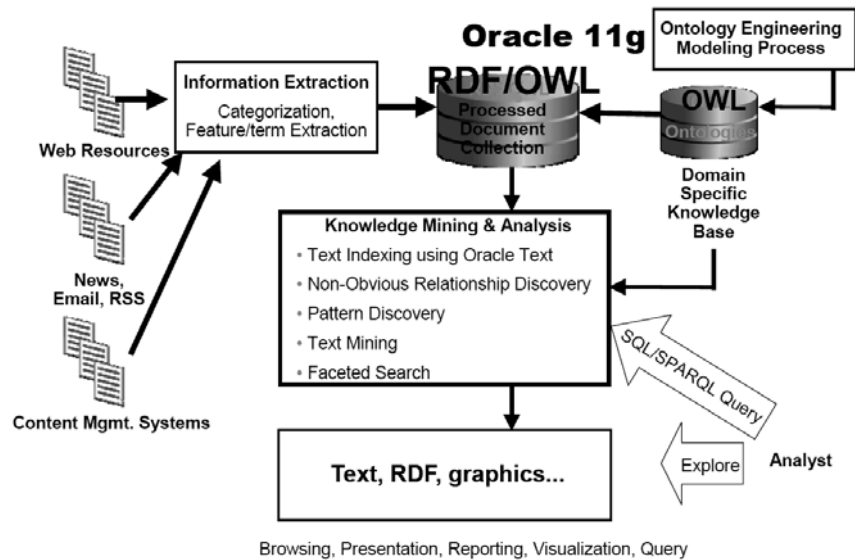 Oracle 11g
Ontology Engineering
Modeling Process
Information Extraction
Categorization,
Feature/term Extraction
RDF/OWL
Processed
Document
Collection
OWL
Ontologies
Web Resources
Domain
Specific
Knowledge
Base
News,
Email, RSS
Knowledge Mining & Analysis
• Text Indexing using Oracle Text
• Non-Obvious Relationship Discovery
• Pattern Discovery
• Text Mining
• Faceted Search
SQL/SPARQL Query
Content Mgmt. Systems
Text, RDF, graphics...
Explore
Analyst
Browsing, Presentation, Reporting, Visualization, Query